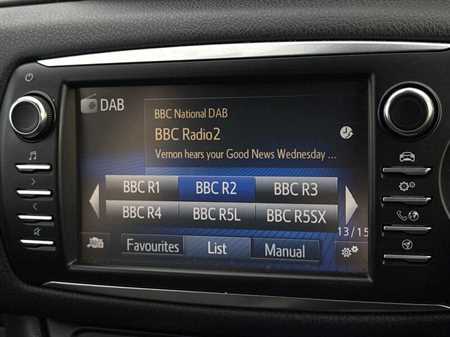 DAB
BBC National DAB
BBC Radio2
Vernon hears your Good News Wednesday ...
BBC R1
BBC R2
BBC R3
BBC R4
BBC R5L
BBC R5SX
13/15
Favourites
List
Manual